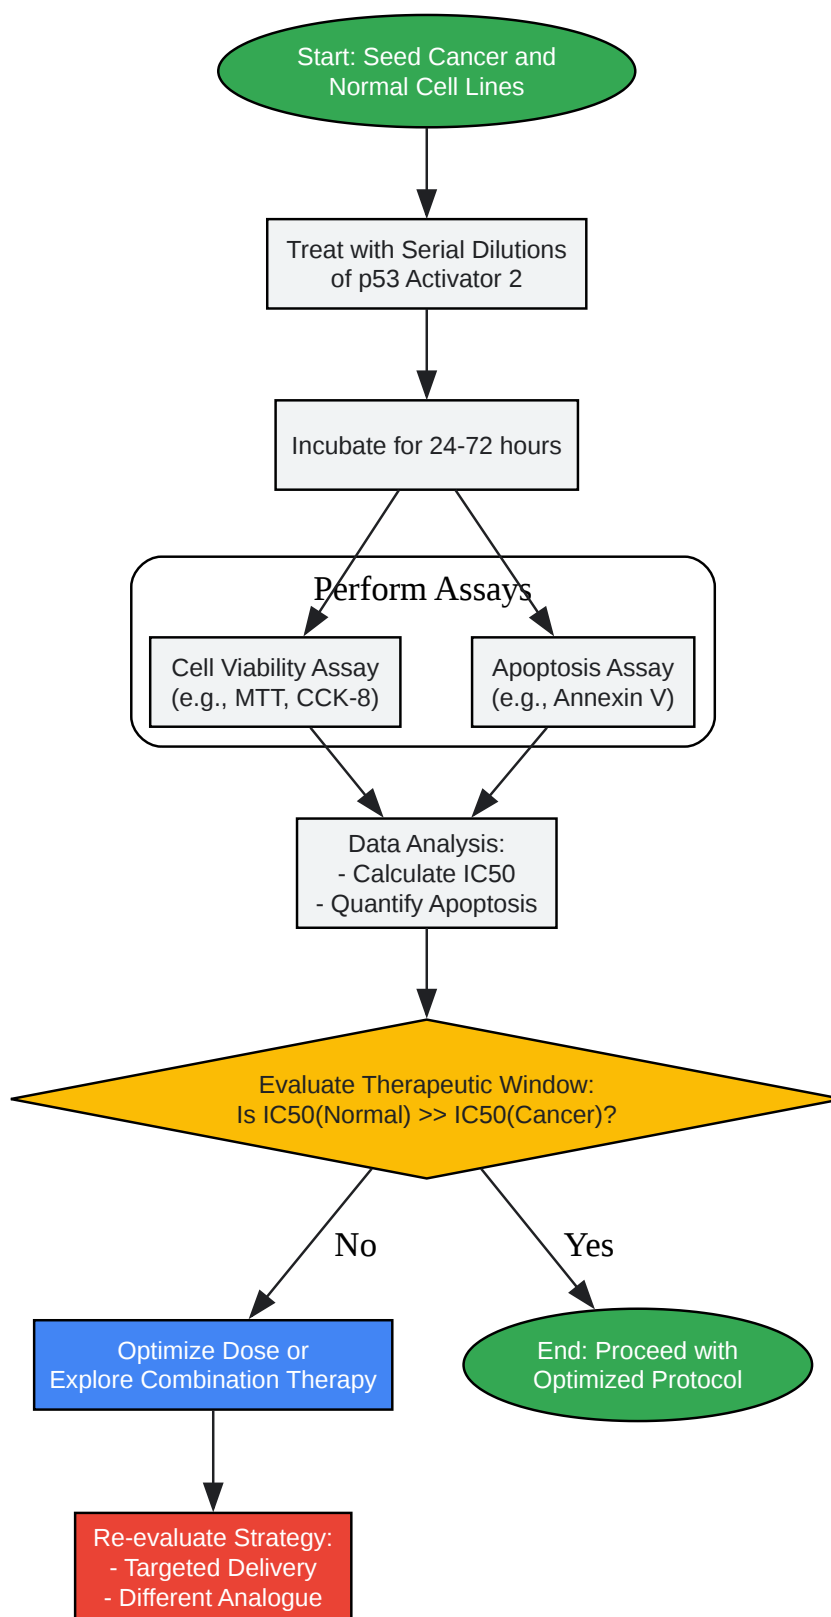 Start: Seed Cancer and
Normal Cell Lines
Treat with Serial Dilutions
of p53 Activator 2
Incubate for 24-72 hours
Perform Assays
Cell Viability Assay
(e.g., MTT, CCK-8)
Apoptosis Assay
(e.g., Annexin V)
Data Analysis:
- Calculate IC50
- Quantify Apoptosis
Evaluate Therapeutic Window:
Is IC50(Normal) >> IC50(Cancer)?
No
Yes
Optimize Dose or
Explore Combination Therapy
End: Proceed with
Optimized Protocol
Re-evaluate Strategy:
- Targeted Delivery
- Different Analogue